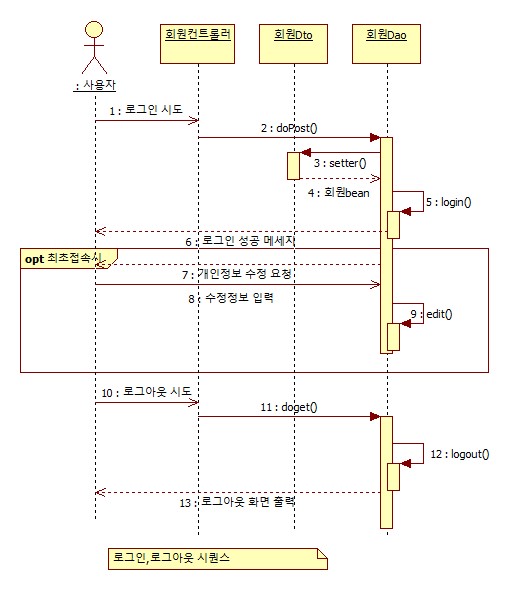 회원컨트롤러
회원Dto
회원Dao
: 사용자
1 : 로그인 시도
2 : doPost()
3 : setter()
4 : 회원bean
5 : login()
6 : 로그인 성공 메세지
opt 최초접속시
7 : 개인정보 수정 요청
8 : 수정정보 입력
9 : edit()
10 : 로그아웃 시도
11 : doget()
12 : logout()
13 : 로그아웃 화면 출력
로그인,로그아웃 시퀀스